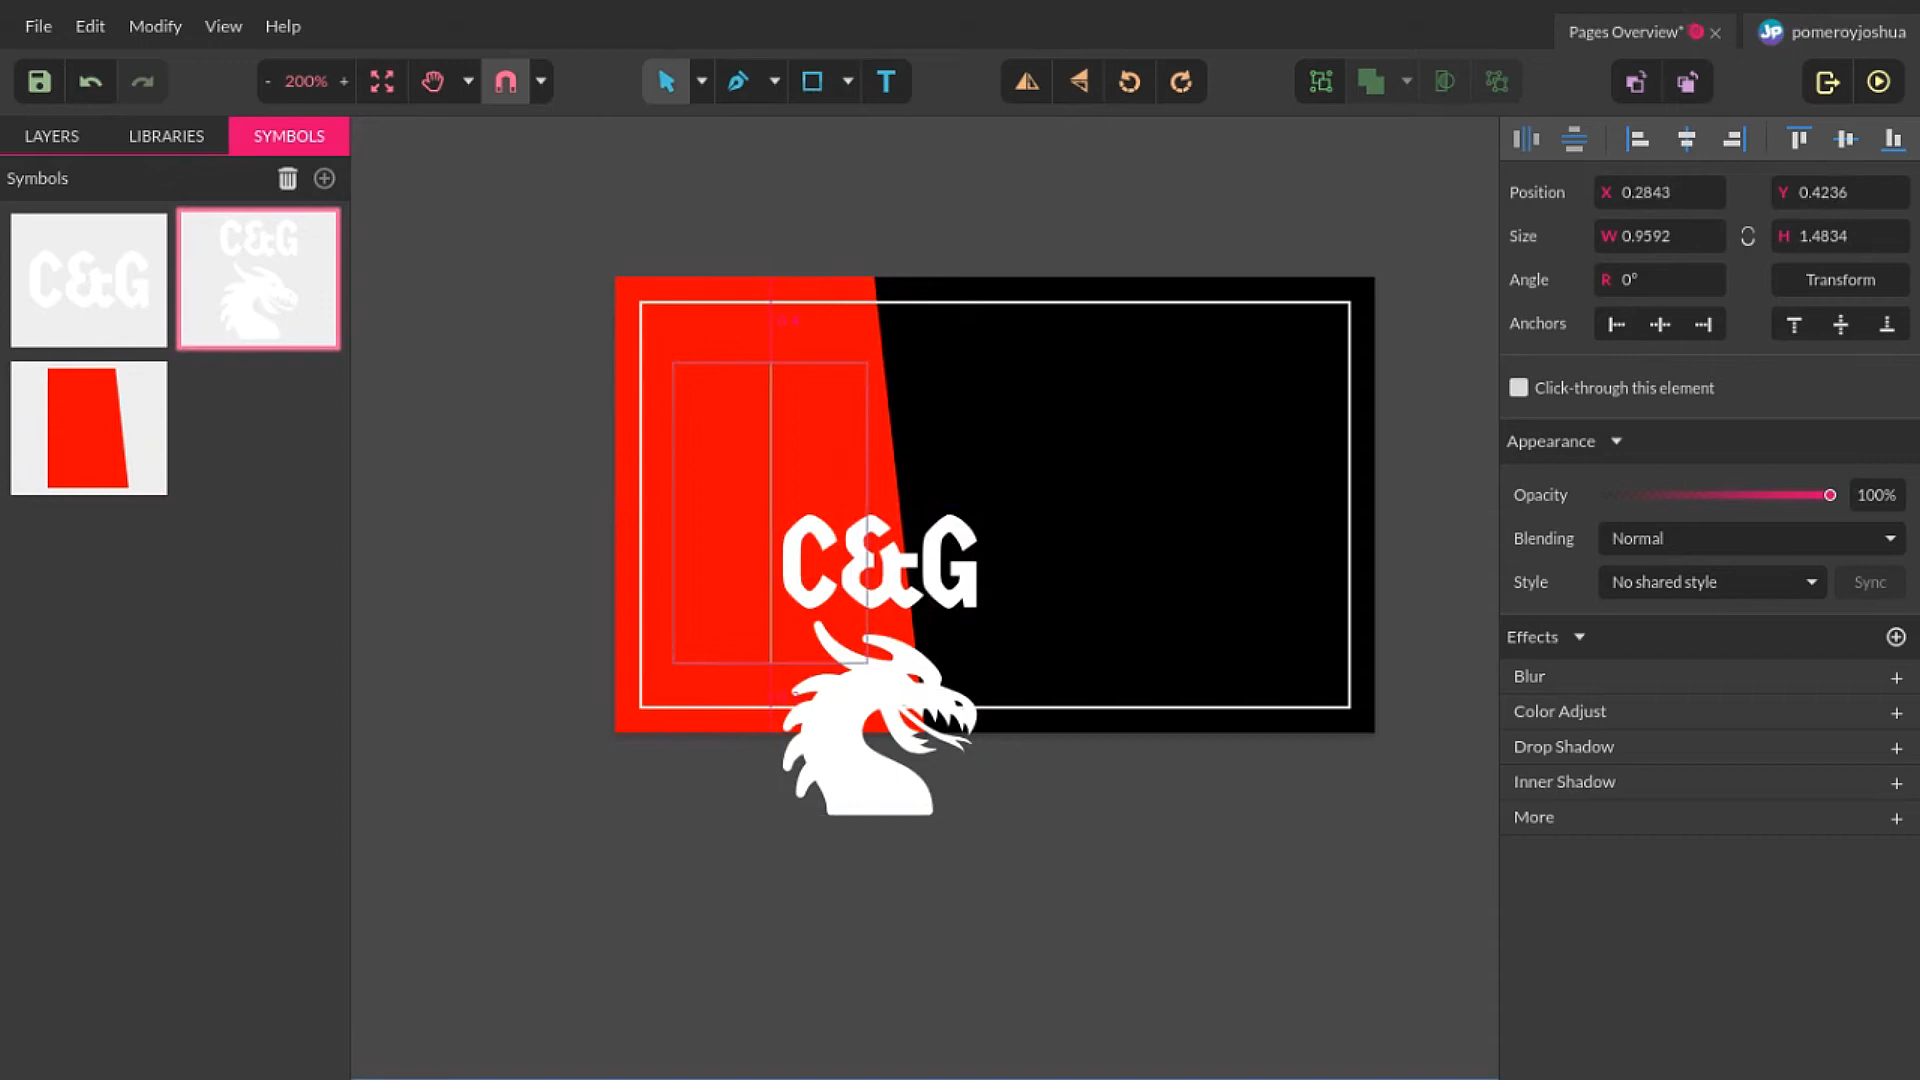 File Edit Modify View Help
Pages Overview* JP pomeroyjoshua
- 200% + T
LAYERS LIBRARIES SYMBOLS
Symbols
C&G
C&G
C&G
Position X 0.2843 Y 0.4236
Size W 0.9592 H 1.4834
Angle R 0° Transform
Anchors
Click-through this element
Appearance
Opacity 100%
Blending Normal
Style No shared style Sync
Effects
Blur +
Color Adjust +
Drop Shadow +
Inner Shadow +
More +